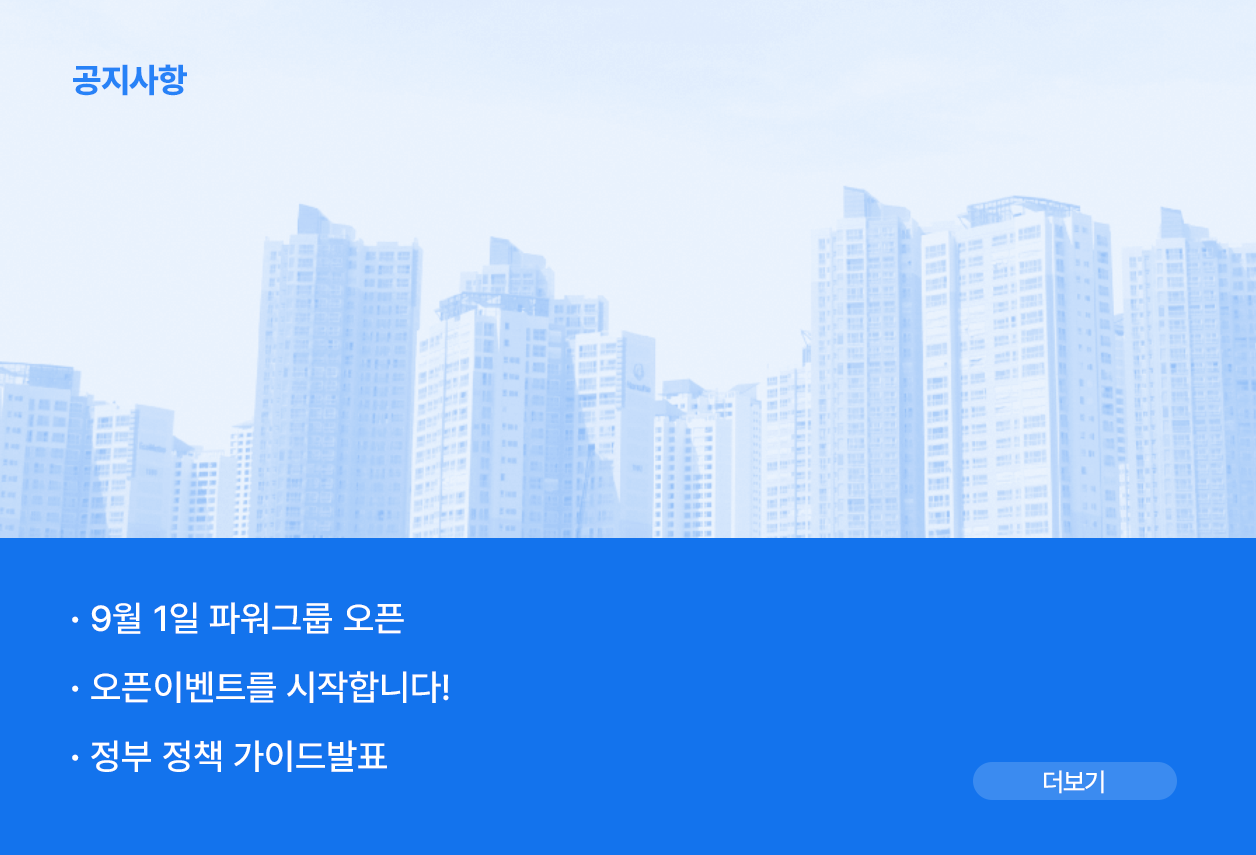 공지사항
· 9월 1일 파워그룹 오픈
· 오픈이벤트를 시작합니다!
· 정부 정책 가이드발표
더보기